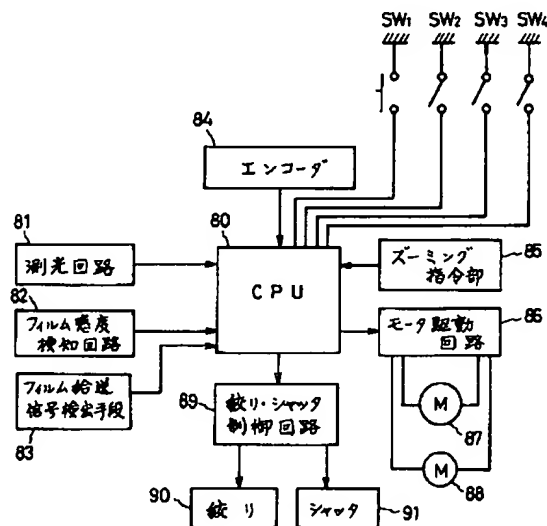 SW₁ SW₂ SW₃ SW₄
84
エンコーダ
80
CPU
81
測光回路
82
フィルム感度
検知回路
フィルム給送
信号検出手段
83
ズーミング
指令部
85
モータ駆動
回路
86
M
87
M
88
89
絞り・シャッタ
制御回路
90
絞り
シャッタ
91